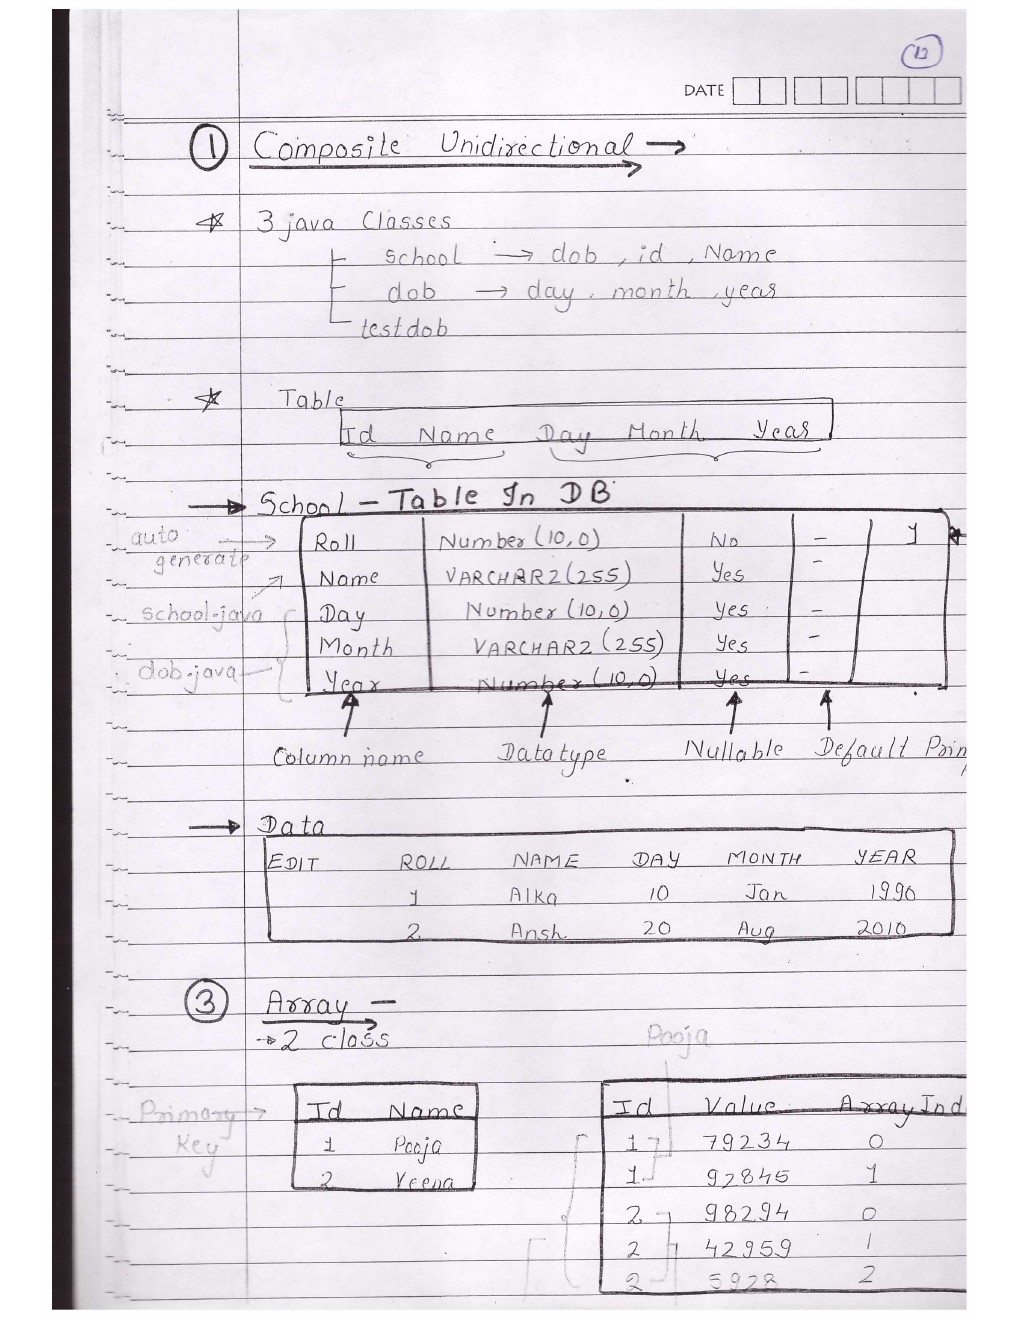 12
DATE
1 Composite Unidirectional →
3 java Classes
school → dob, id, Name
dob → day, month, year
testdob
Table
Id Name Day Month Year
→ School - Table In DB
auto generate → Roll Number (10,0) No - 1
Name VARCHAR2(255) Yes -
school.java Day Number (10,0) Yes -
Month VARCHAR2 (255) Yes -
dob.java Year Number (10,0) Yes -
Column name Datatype Nullable Default Prim
→ Data
EDIT ROLL NAME DAY MONTH YEAR
1 Alka 10 Jan 1990
2 Ansh 20 Aug 2010
3 Array -
→ 2 class
Pooja
Primary Key → Id Name
1 Pooja
2 Veena
Id Value Array Ind
1 79234 0
1 92845 1
2 98294 0
2 42959 1
2 5928 2